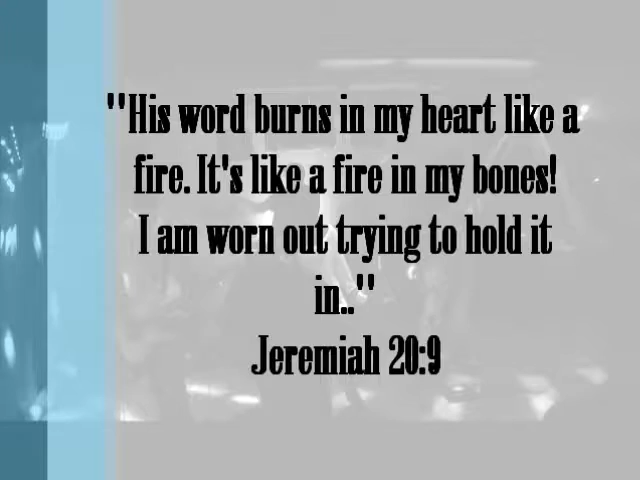 "His word burns in my heart like a
fire. It's like a fire in my bones!
I am worn out trying to hold it
in.."
Jeremiah 20:9